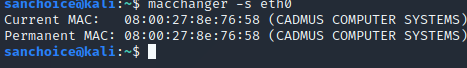 sanchoice@kali:~$ macchanger -s eth0
Current MAC:   08:00:27:8e:76:58 (CADMUS COMPUTER SYSTEMS)
Permanent MAC: 08:00:27:8e:76:58 (CADMUS COMPUTER SYSTEMS)
sanchoice@kali:~$